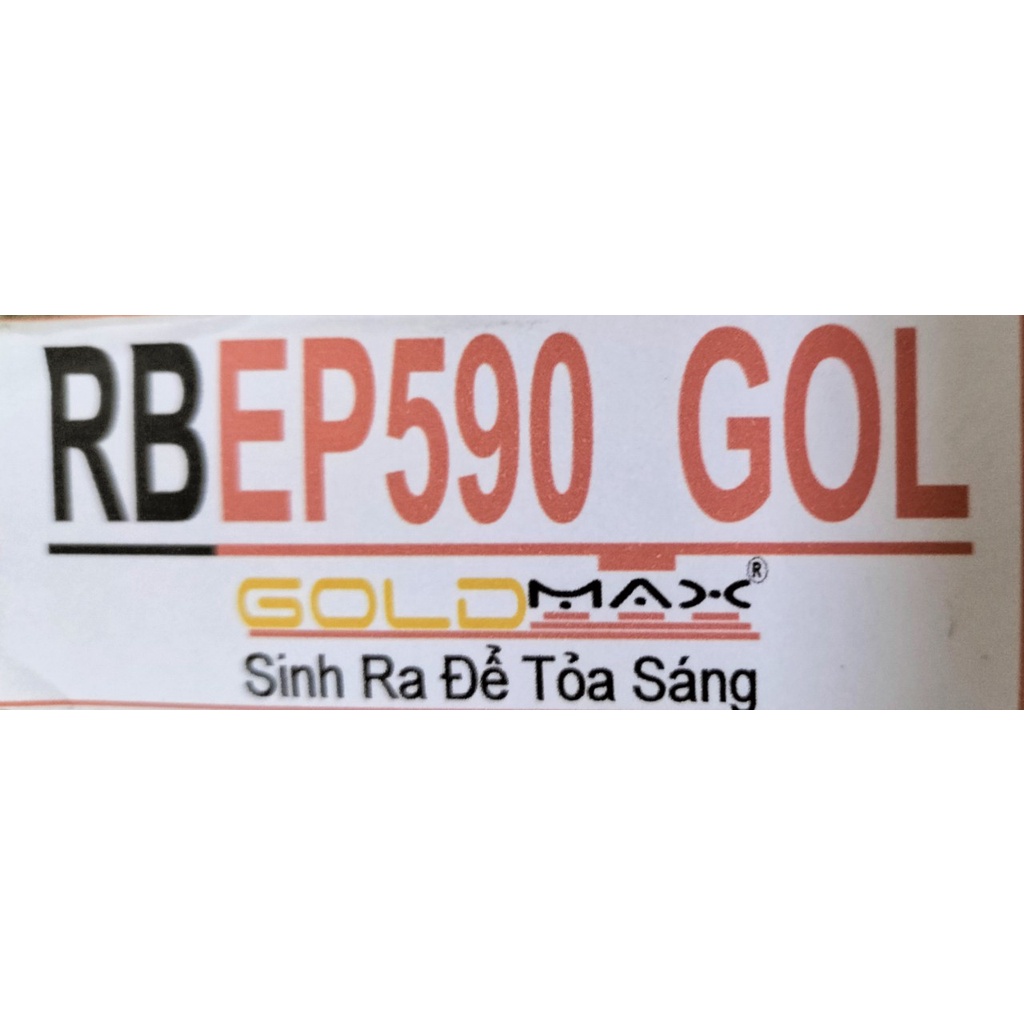 RBEP590 GOL
GOLDMAX®
Sinh Ra Để Tỏa Sáng